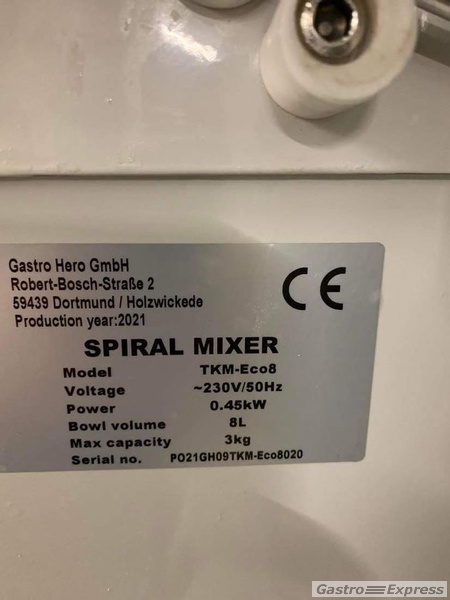 Gastro Hero GmbH
Robert-Bosch-Straße 2
59439 Dortmund / Holzwickede
Production year:2021
CE
SPIRAL MIXER
Model TKM-Eco8
Voltage ~230V/50Hz
Power 0.45kW
Bowl volume 8L
Max capacity 3kg
Serial no. PO21GH09TKM-Eco8020
Gastro Express